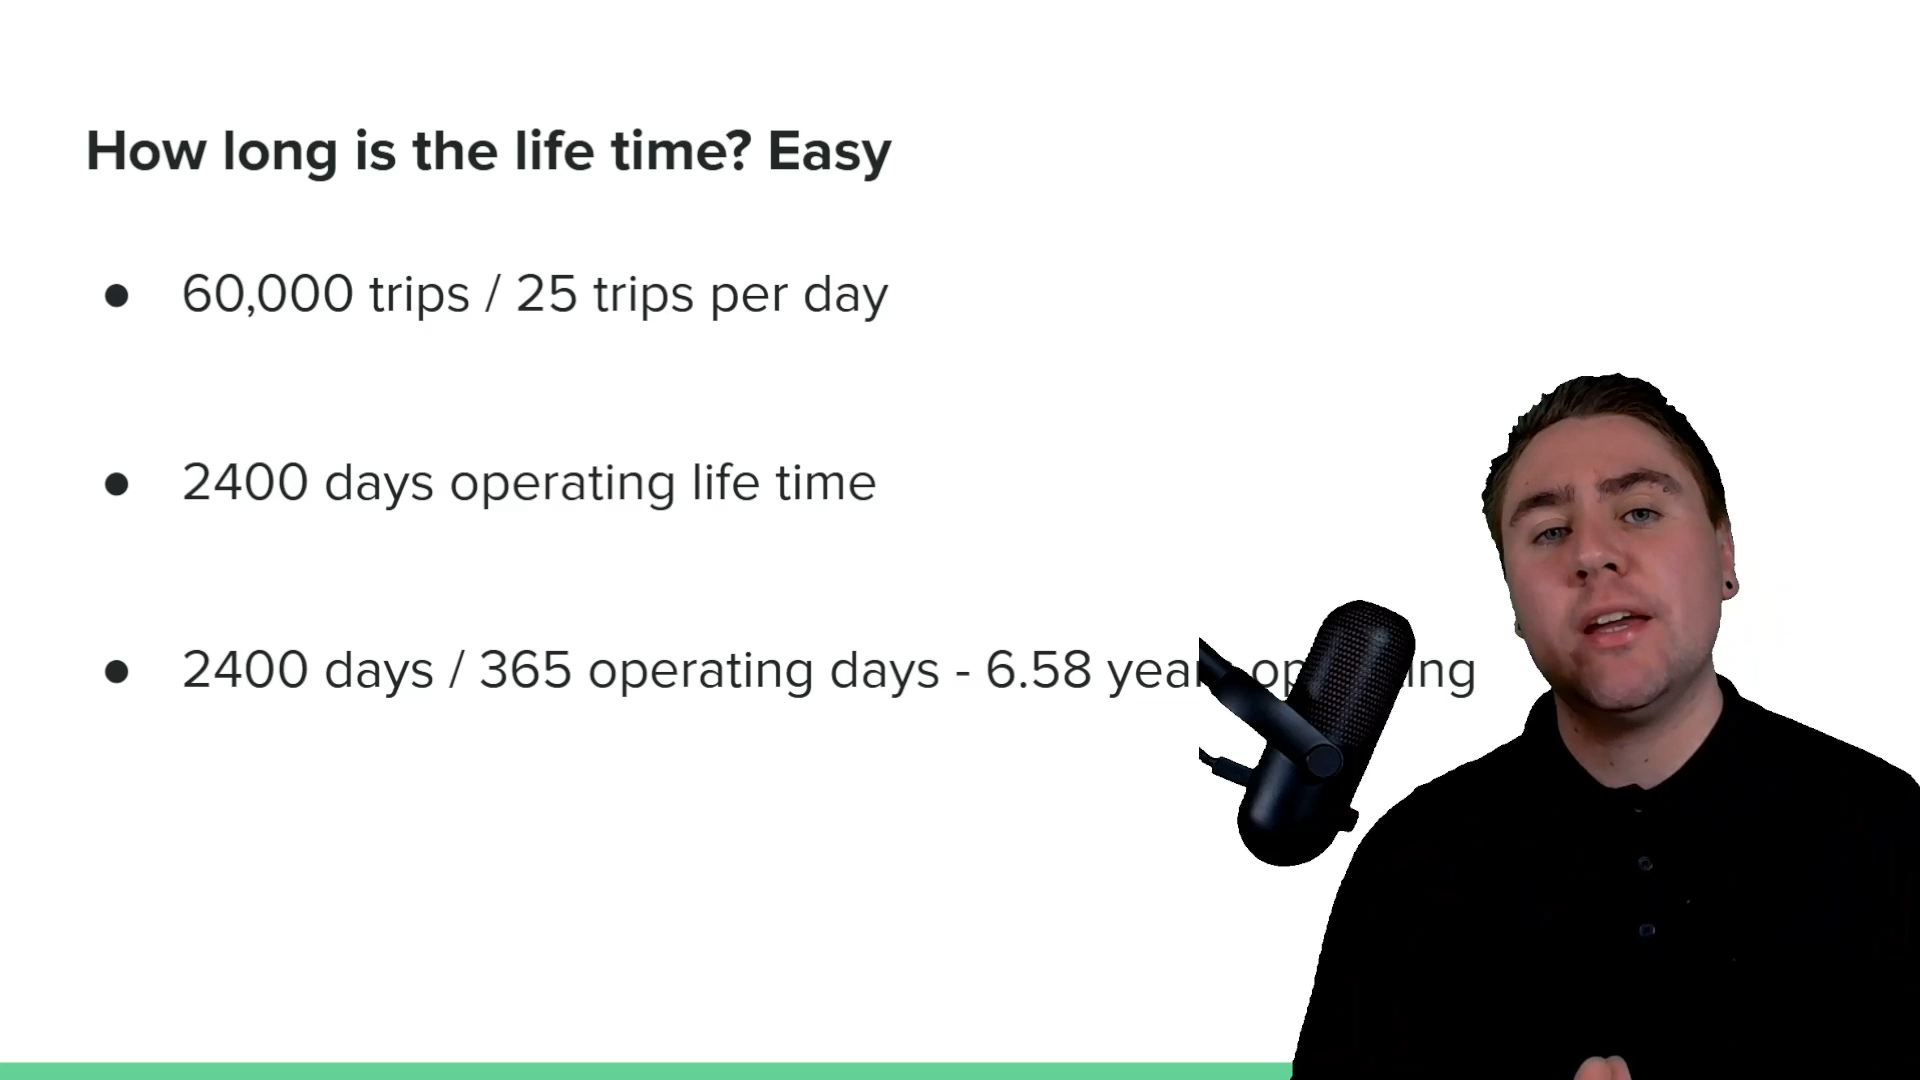 How long is the life time? Easy
● 60,000 trips / 25 trips per day
● 2400 days operating life time
● 2400 days / 365 operating days - 6.58